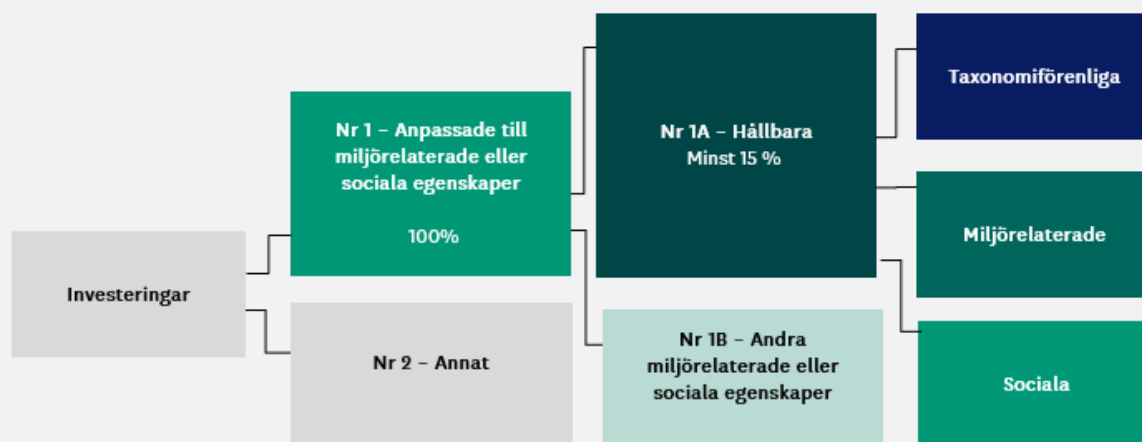 Investeringar
Nr 1 – Anpassade till
miljörelaterade eller
sociala egenskaper
100%
Nr 2 – Annat
Nr 1A – Hållbara
Minst 15 %
Nr 1B – Andra
miljörelaterade eller
sociala egenskaper
Taxonomiförenliga
Miljörelaterade
Sociala